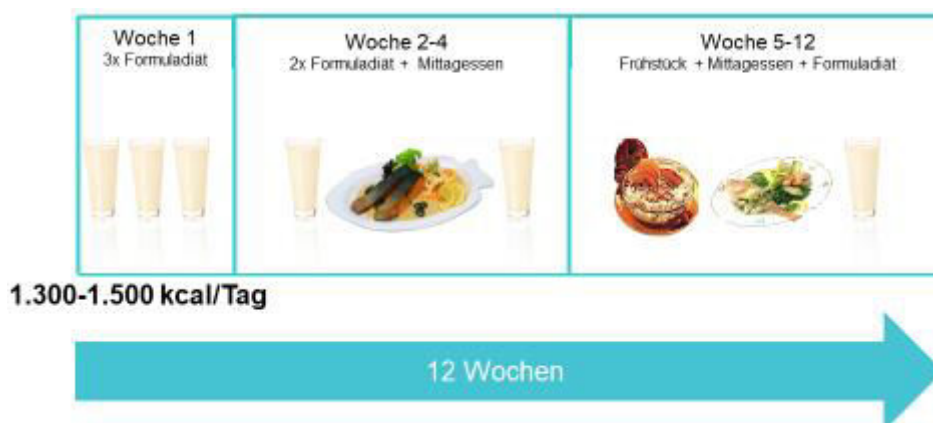 Woche 1
3x Formuladiät
Woche 2-4
2x Formuladiät + Mittagessen
Woche 5-12
Frühstück + Mittagessen + Formuladiät
1.300-1.500 kcal/Tag
12 Wochen